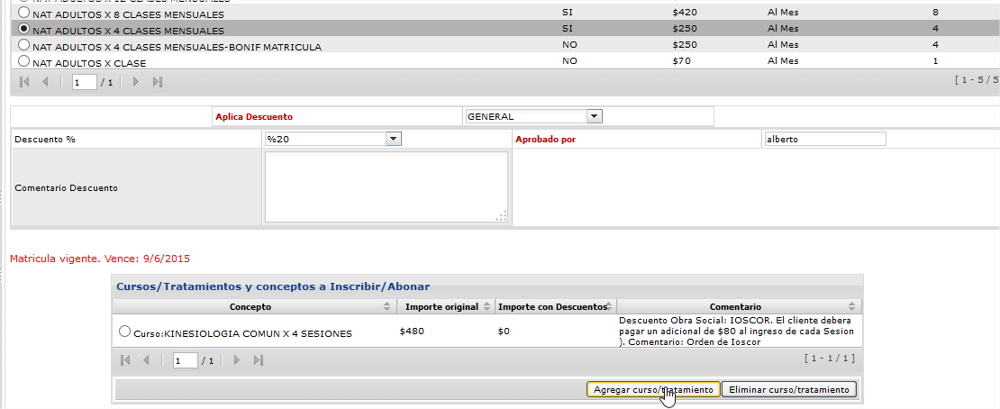 NAT ADULTOS X 12 CLASES MENSUALES
NAT ADULTOS X 8 CLASES MENSUALES SI $420 Al Mes 8
NAT ADULTOS X 4 CLASES MENSUALES SI $250 Al Mes 4
NAT ADULTOS X 4 CLASES MENSUALES-BONIF MATRICULA NO $250 Al Mes 4
NAT ADULTOS X CLASE NO $70 Al Mes 1
1 / 1 [ 1 - 5 / 5
Aplica Descuento GENERAL
Descuento % %20 Aprobado por alberto
Comentario Descuento
Matricula vigente. Vence: 9/6/2015
Cursos/Tratamientos y conceptos a Inscribir/Abonar
Concepto Importe original Importe con Descuentos Comentario
Curso:KINESIOLOGIA COMUN X 4 SESIONES $480 $0 Descuento Obra Social: IOSCOR. El cliente debera
pagar un adicional de $80 al ingreso de cada Sesion
). Comentario: Orden de Ioscor
1 / 1 [ 1 - 1 / 1 ]
Agregar curso/tratamiento Eliminar curso/tratamiento